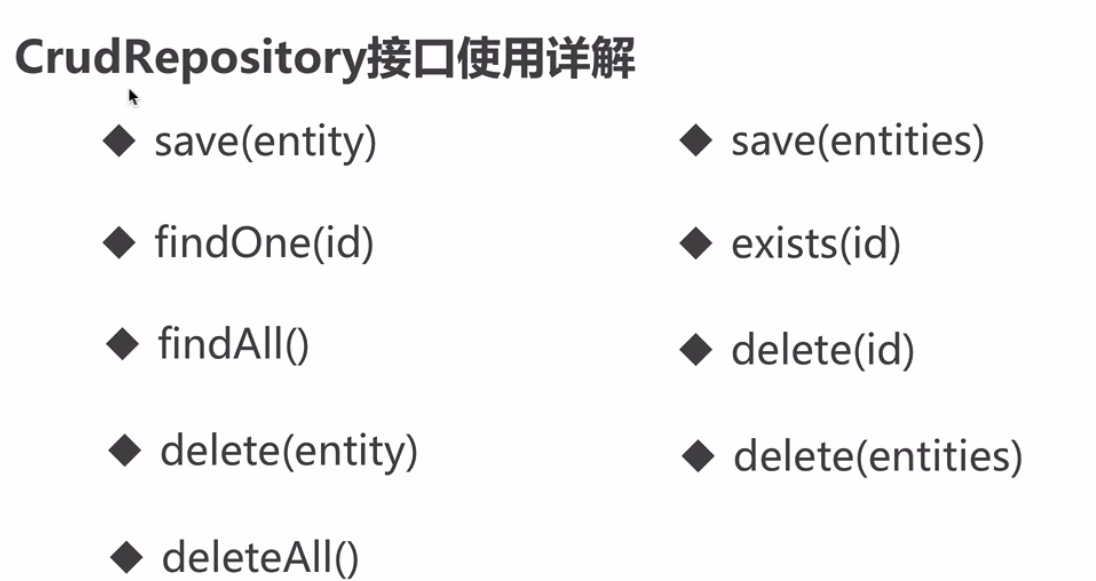 CrudRepository接口使用详解
◆ save(entity)
◆ save(entities)
◆ findOne(id)
◆ exists(id)
◆ findAll()
◆ delete(id)
◆ delete(entity)
◆ delete(entities)
◆ deleteAll()